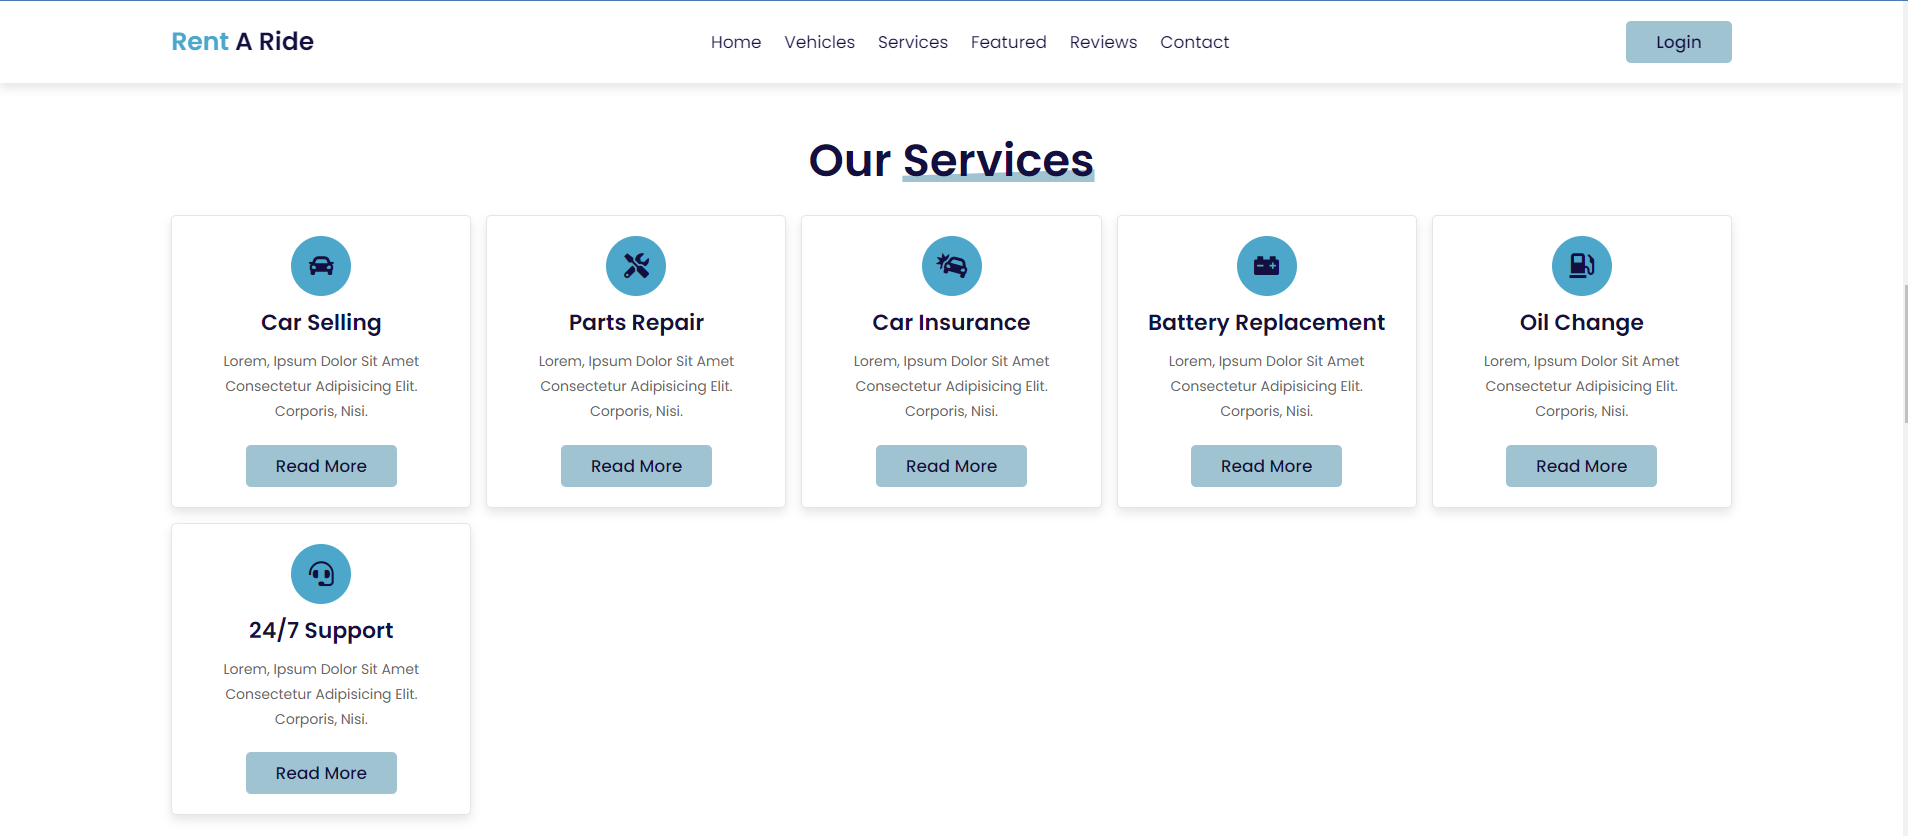 Rent A Ride
Home Vehicles Services Featured Reviews Contact
Login
Our Services
Car Selling
Lorem, Ipsum Dolor Sit Amet
Consectetur Adipisicing Elit.
Corporis, Nisi.
Read More
Parts Repair
Lorem, Ipsum Dolor Sit Amet
Consectetur Adipisicing Elit.
Corporis, Nisi.
Read More
Car Insurance
Lorem, Ipsum Dolor Sit Amet
Consectetur Adipisicing Elit.
Corporis, Nisi.
Read More
Battery Replacement
Lorem, Ipsum Dolor Sit Amet
Consectetur Adipisicing Elit.
Corporis, Nisi.
Read More
Oil Change
Lorem, Ipsum Dolor Sit Amet
Consectetur Adipisicing Elit.
Corporis, Nisi.
Read More
24/7 Support
Lorem, Ipsum Dolor Sit Amet
Consectetur Adipisicing Elit.
Corporis, Nisi.
Read More